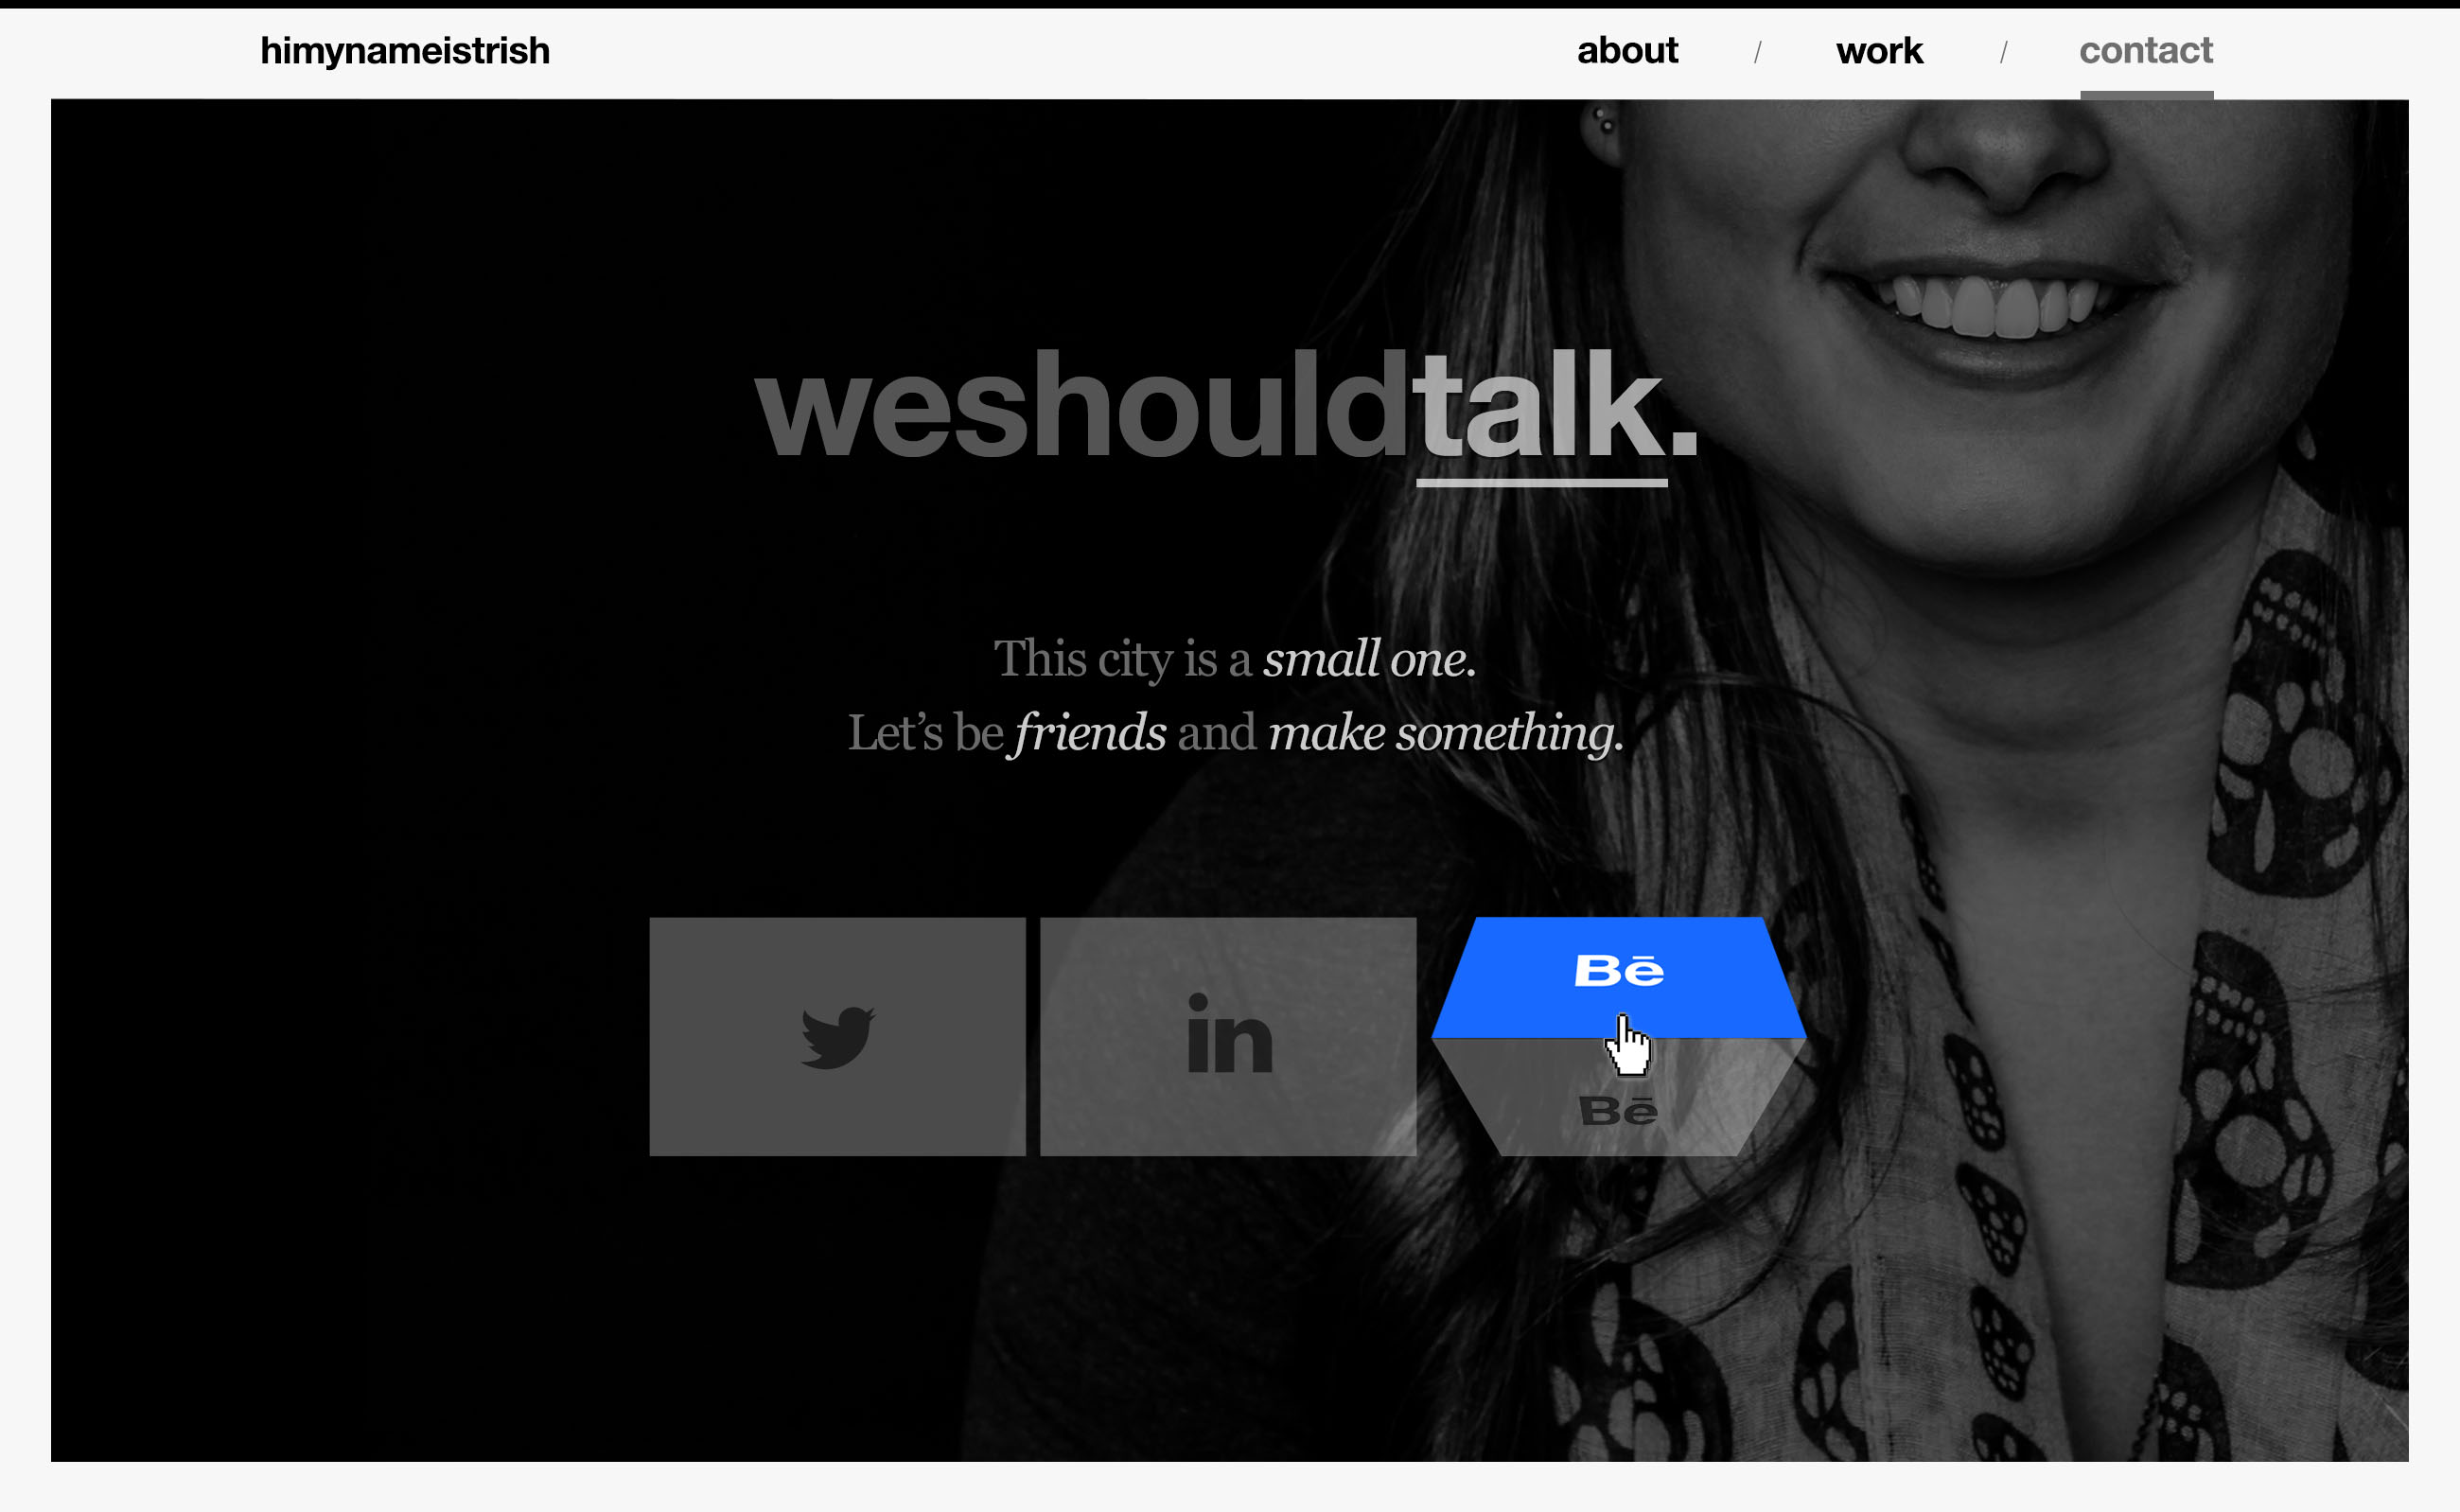 himynameistrish
about / work / contact
weshouldtalk.
This city is a small one.
Let’s be friends and make something.
in
Bē
Bē